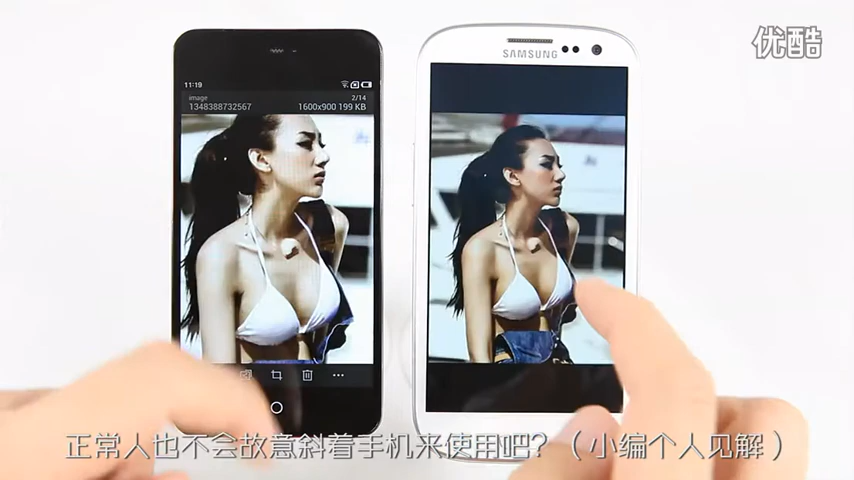 优酷
SAMSUNG
11:19
image 2/14
1348388732567 1600x900 199 KB
正常人也不会故意斜着手机来使用吧？（小编个人见解）